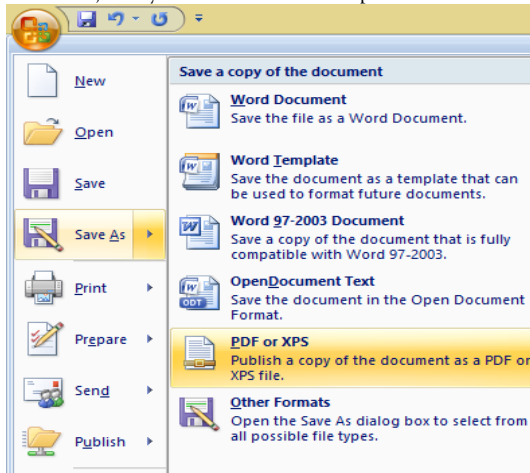 New
Open
Save
Save As
Print
Prepare
Send
Publish
Save a copy of the document
Word Document
Save the file as a Word Document.
Word Template
Save the document as a template that can
be used to format future documents.
Word 97-2003 Document
Save a copy of the document that is fully
compatible with Word 97-2003.
OpenDocument Text
ODT
Save the document in the Open Document
Format.
PDF or XPS
Publish a copy of the document as a PDF or
XPS file.
Other Formats
Open the Save As dialog box to select from
all possible file types.